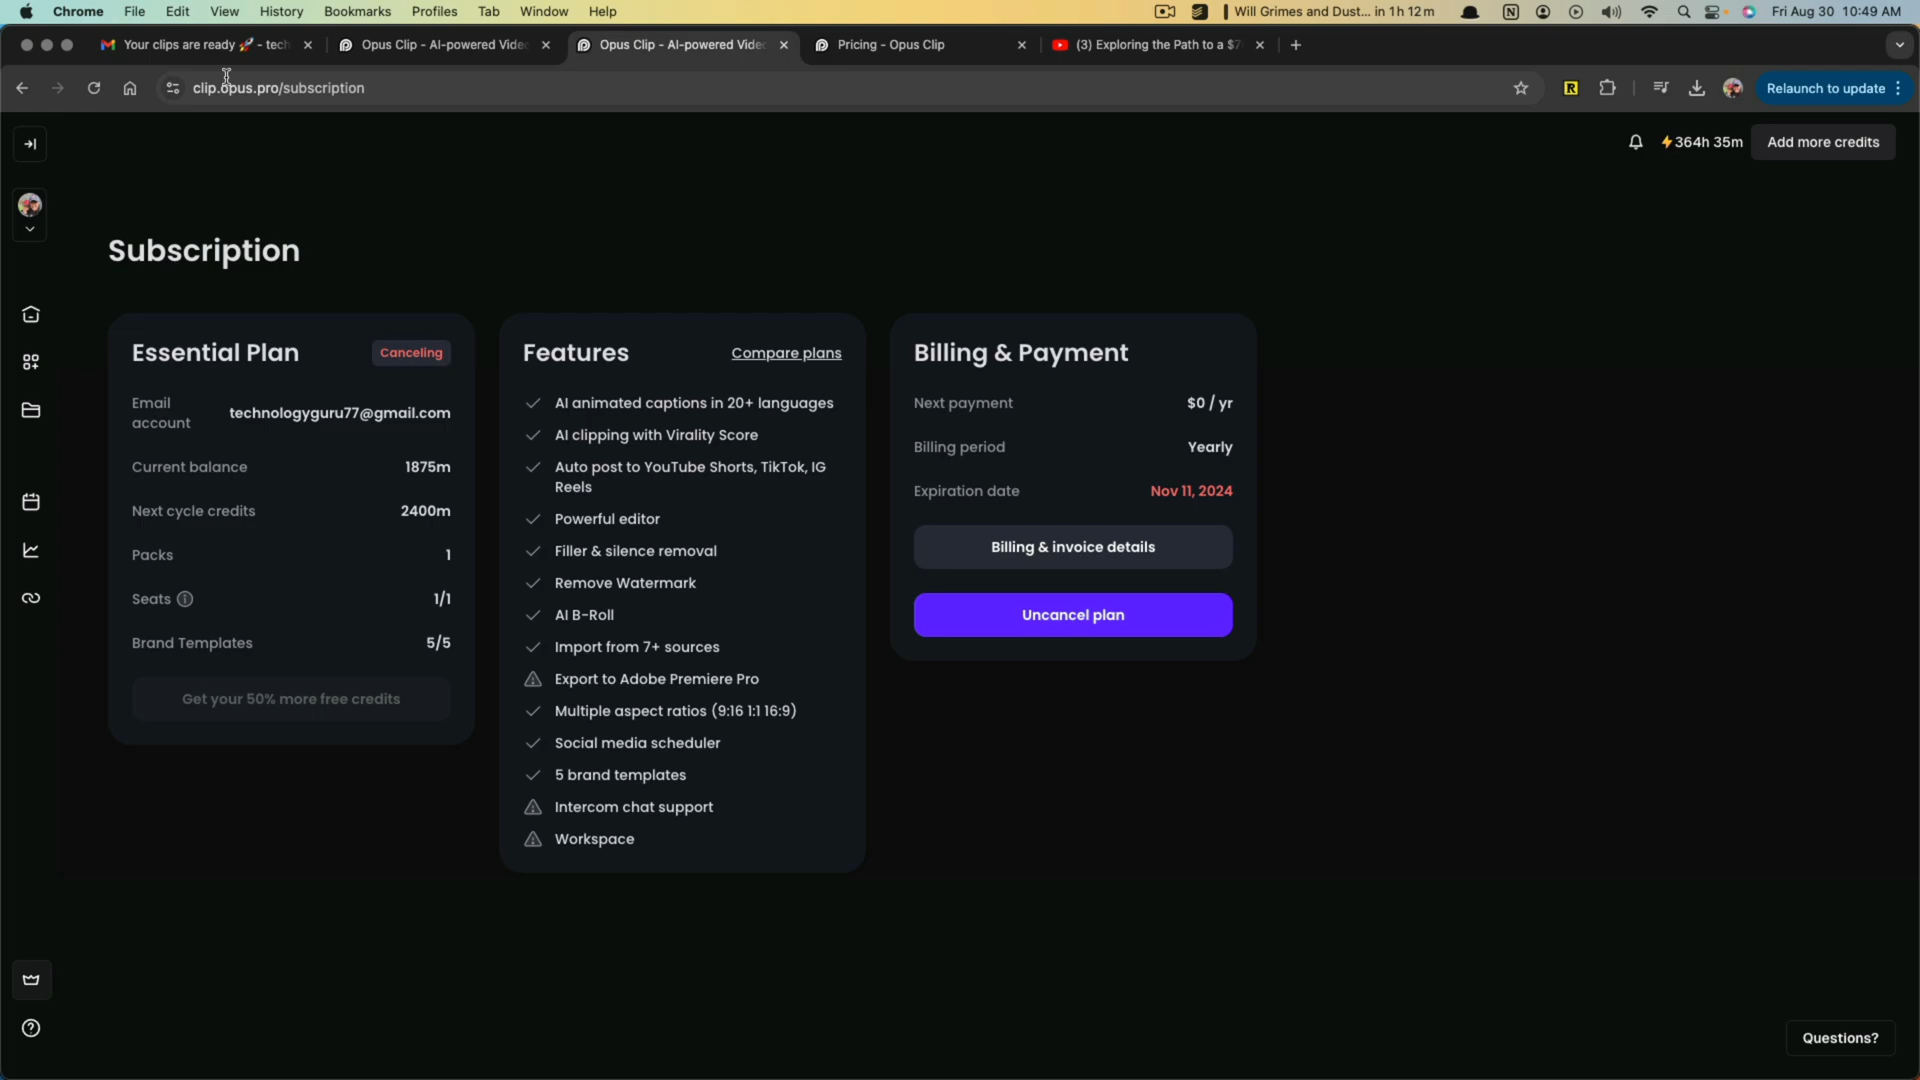 Chrome File Edit View History Bookmarks Profiles Tab Window Help
Will Grimes and Dust... in 1h 12m
Fri Aug 30 10:49 AM
Your clips are ready 🚀 - tech
Opus Clip - AI-powered Video
Opus Clip - AI-powered Video
Pricing - Opus Clip
(3) Exploring the Path to a $7
clip.opus.pro/subscription
Relaunch to update
364h 35m
Add more credits
Subscription
Essential Plan
Canceling
Email account
technologyguru77@gmail.com
Current balance 1875m
Next cycle credits 2400m
Packs 1
Seats 1/1
Brand Templates 5/5
Get your 50% more free credits
Features
Compare plans
AI animated captions in 20+ languages
AI clipping with Virality Score
Auto post to YouTube Shorts, TikTok, IG
Reels
Powerful editor
Filler & silence removal
Remove Watermark
AI B-Roll
Import from 7+ sources
Export to Adobe Premiere Pro
Multiple aspect ratios (9:16 1:1 16:9)
Social media scheduler
5 brand templates
Intercom chat support
Workspace
Billing & Payment
Next payment $0 / yr
Billing period Yearly
Expiration date Nov 11, 2024
Billing & invoice details
Uncancel plan
Questions?